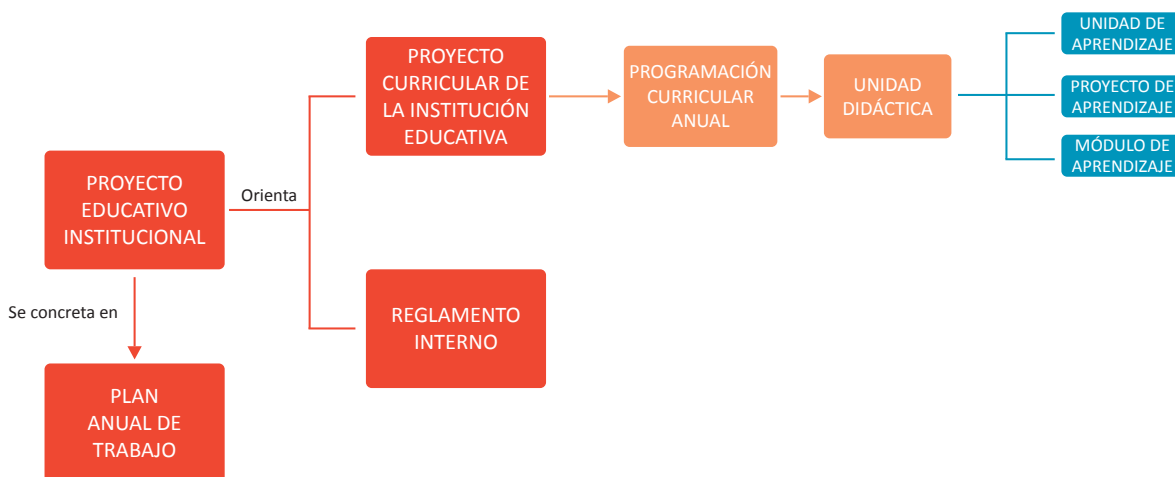 PROYECTO
EDUCATIVO
INSTITUCIONAL
Se concreta en
PLAN
ANUAL DE
TRABAJO
Orienta
PROYECTO
CURRICULAR DE
LA INSTITUCIÓN
EDUCATIVA
REGLAMENTO
INTERNO
PROGRAMACIÓN
CURRICULAR
ANUAL
UNIDAD
DIDÁCTICA
UNIDAD DE
APRENDIZAJE
PROYECTO DE
APRENDIZAJE
MÓDULO DE
APRENDIZAJE